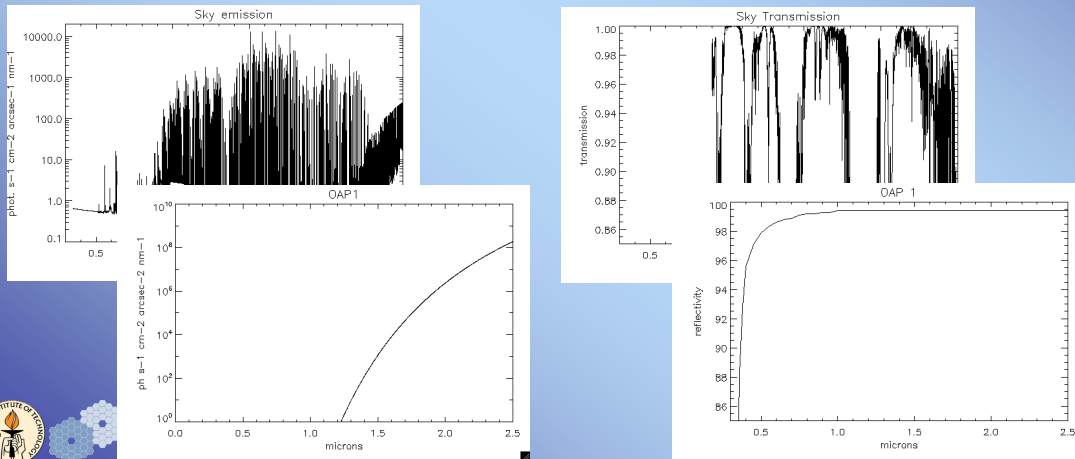 Sky emission
phot. s−1 cm−2 arcsec−1 nm−1
10000.0
1000.0
100.0
10.0
1.0
0.1
0.5
OAP1
ph s−1 cm−2 arcsec−2 nm−1
10^10
10^8
10^6
10^4
10^2
10^0
0.0 0.5 1.0 1.5 2.0 2.5
microns
Sky Transmission
transmission
1.00
0.98
0.96
0.94
0.92
0.90
0.88
0.86
0.5
OAP 1
reflectivity
100
98
96
94
92
90
88
86
0.5 1.0 1.5 2.0 2.5
microns
ITUTE OF TECHNOLOGY